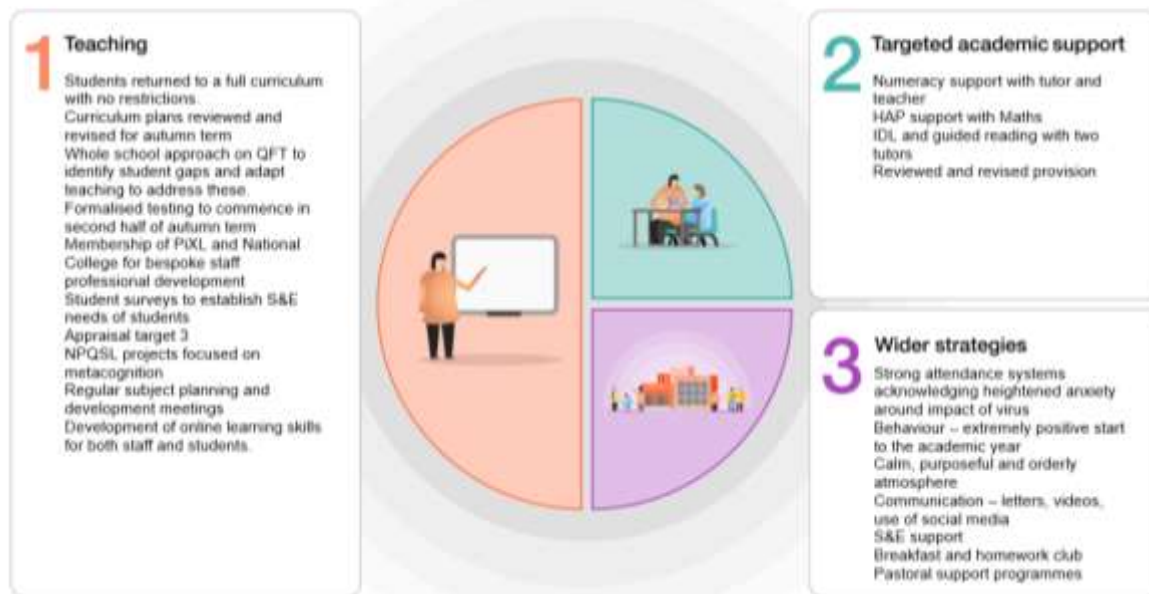 1
Teaching
Students returned to a full curriculum
with no restrictions.
Curriculum plans reviewed and
revised for autumn term
Whole school approach on QFT to
identify student gaps and adapt
teaching to address these.
Formalised testing to commence in
second half of autumn term
Membership of PiXL and National
College for bespoke staff
professional development
Student surveys to establish S&E
needs of students
Appraisal target 3
NPQSL projects focused on
metacognition
Regular subject planning and
development meetings
Development of online learning skills
for both staff and students.
2
Targeted academic support
Numeracy support with tutor and
teacher
HAP support with Maths
IDL and guided reading with two
tutors
Reviewed and revised provision
3
Wider strategies
Strong attendance systems
acknowledging heightened anxiety
around impact of virus
Behaviour – extremely positive start
to the academic year
Calm, purposeful and orderly
atmosphere
Communication – letters, videos,
use of social media
S&E support
Breakfast and homework club
Pastoral support programmes